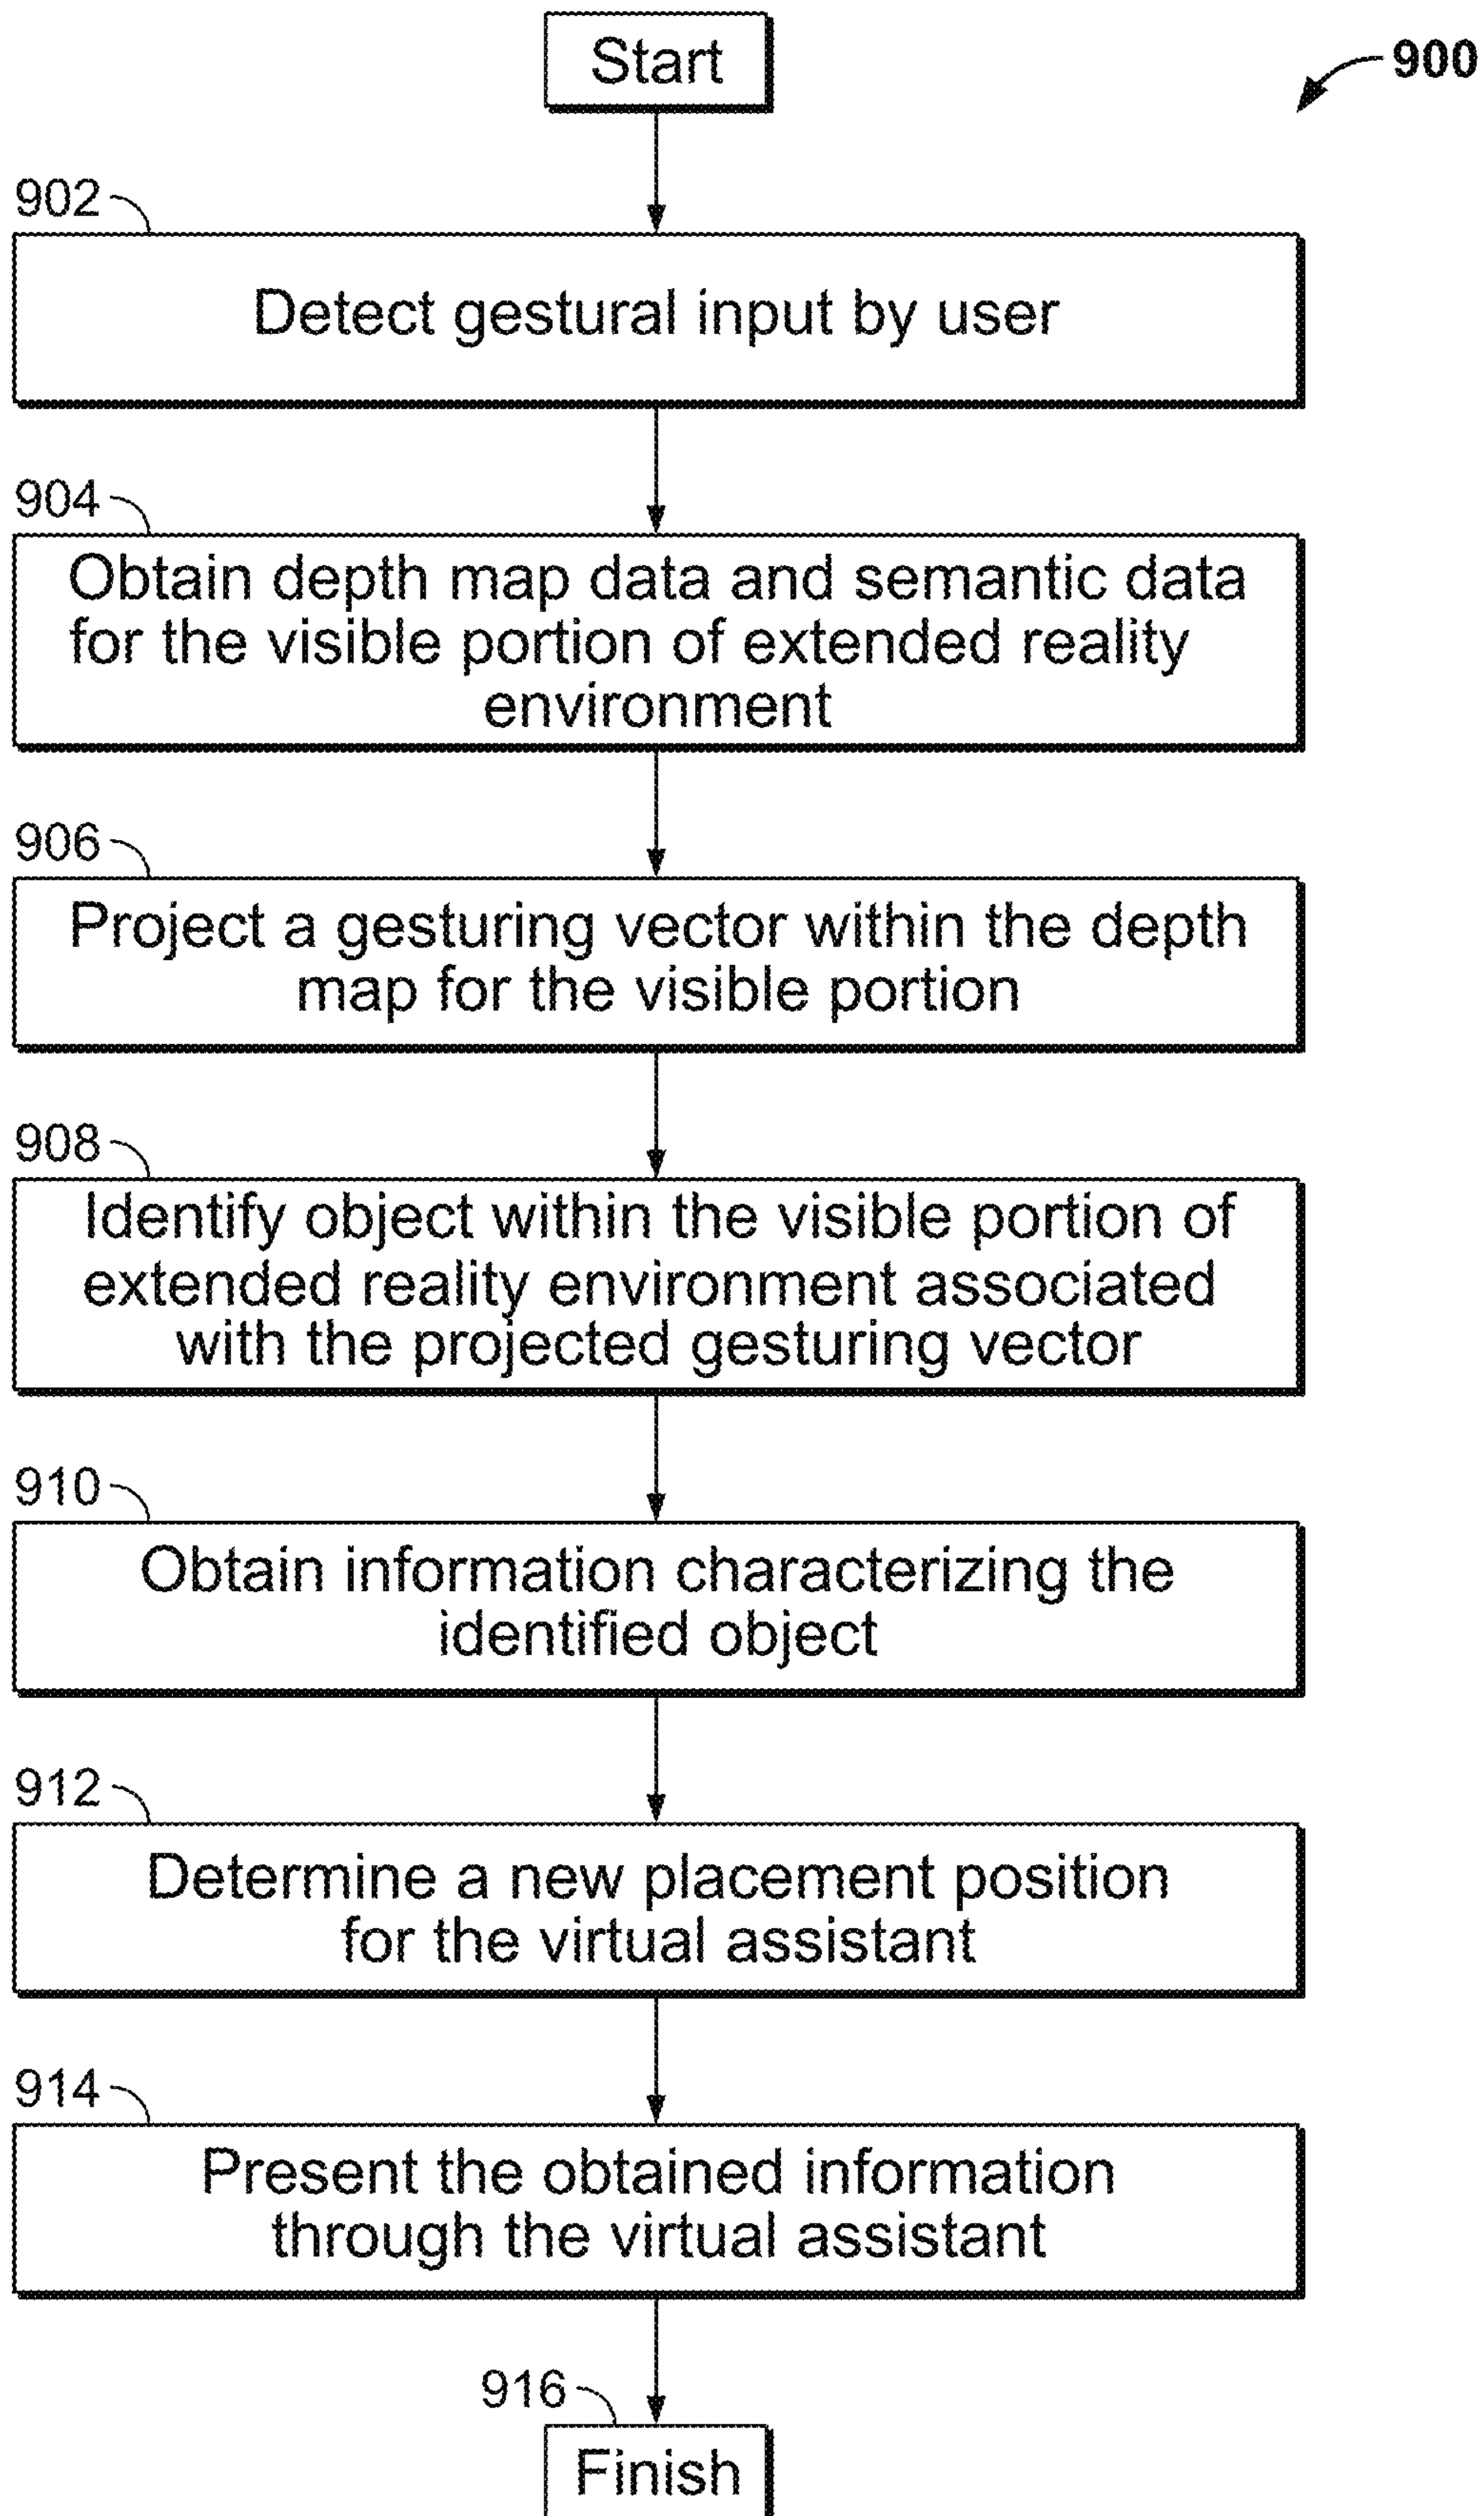 Start
900
902
Detect gestural input by user
904
Obtain depth map data and semantic data
for the visible portion of extended reality
environment
906
Project a gesturing vector within the depth
map for the visible portion
908
Identify object within the visible portion of
extended reality environment associated
with the projected gesturing vector
910
Obtain information characterizing the
identified object
912
Determine a new placement position
for the virtual assistant
914
Present the obtained information
through the virtual assistant
916
Finish